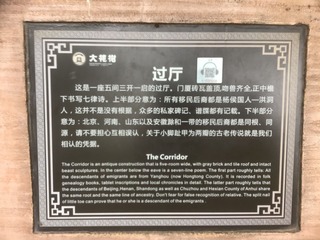 大槐树
过厅
这是一座五间三开一启的过厅。门厦砖瓦盖顶,吻兽齐全,正中楣
下书写七律诗。上半部分意为:所有移民后裔都是杨侯国人一洪洞
人,这并不是没有根据,众多的私家碑记、谱牒都有记载。下半部分
意为:北京、河南、山东以及安徽滁和一带的移民后裔都是同根、同
源,请不要担心互相误认,关于小脚趾甲为两瓣的古老传说就是我们
相认的凭据。
The Corridor
The Corridor is an antique construction that is five-room wide, with grey brick and tile roof and intact
beast sculptures. In the center below the eave is a seven-line poem. The first part roughly tells: All
the descendants of emigrants are from Yanghou (now Hongtong County). It is recorded in folk
genealogy books, tablet inscriptions and local chronicles in detail. The latter part roughly tells that
the descendants of Beijing, Henan, Shandong as well as Chuzhou and Hexian County of Anhui share
the same root and the same line of ancestry. Don't fear for false recognition of relative. The split nail
of little toe can prove that he or she is a descendant of the emigrants .